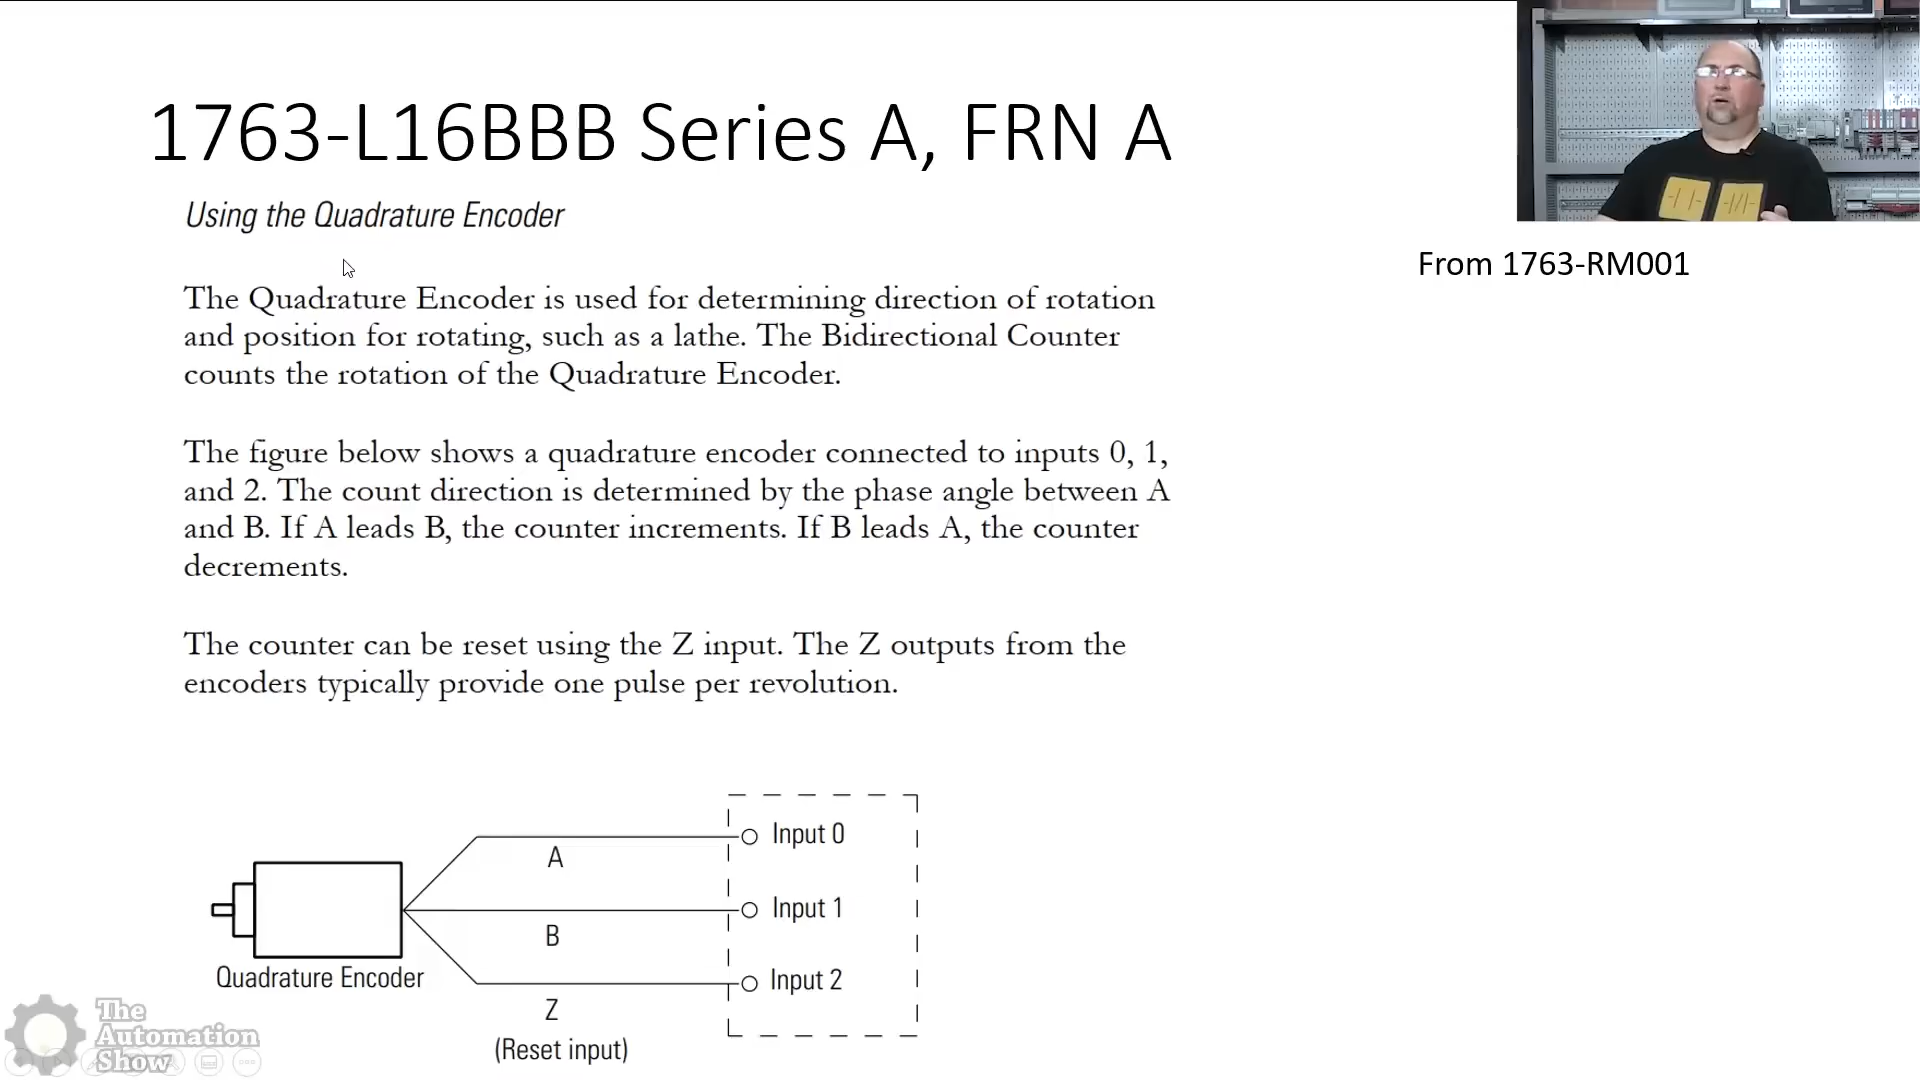 1763-L16BBB Series A, FRN A
Using the Quadrature Encoder
From 1763-RM001
The Quadrature Encoder is used for determining direction of rotation
and position for rotating, such as a lathe. The Bidirectional Counter
counts the rotation of the Quadrature Encoder.
The figure below shows a quadrature encoder connected to inputs 0, 1,
and 2. The count direction is determined by the phase angle between A
and B. If A leads B, the counter increments. If B leads A, the counter
decrements.
The counter can be reset using the Z input. The Z outputs from the
encoders typically provide one pulse per revolution.
Input 0
A
Input 1
B
Quadrature Encoder
Input 2
Z
(Reset input)
The
Automation
Show